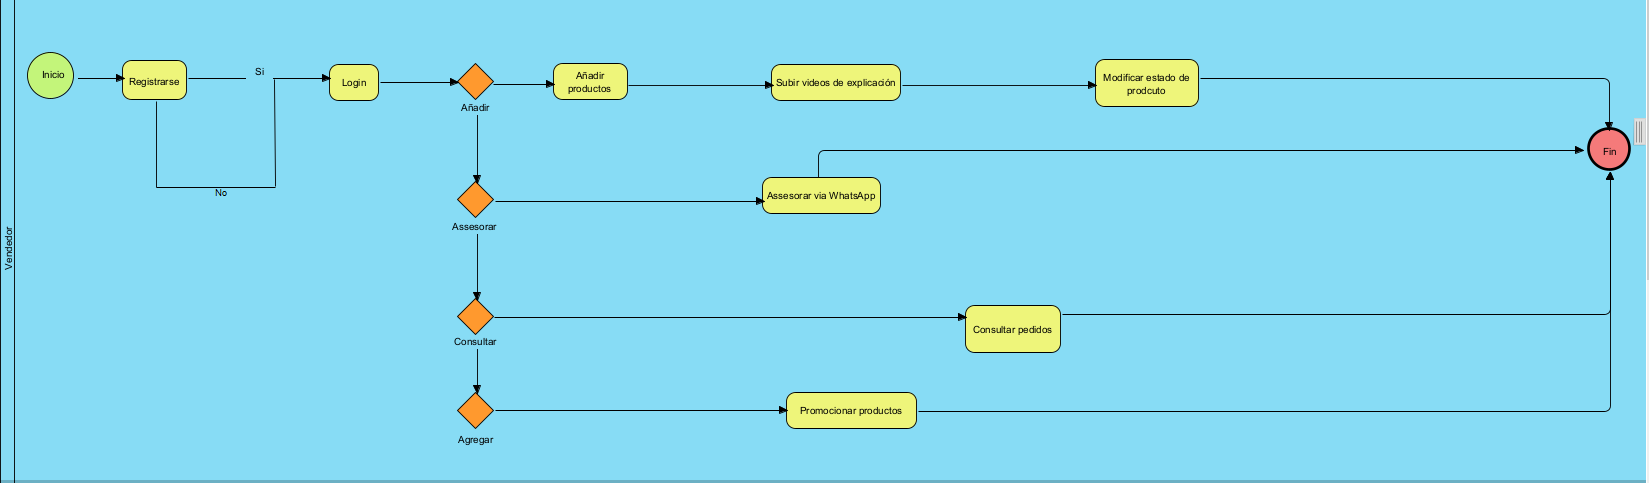 Vendedor
Inicio
Registrarse
Si
No
Login
Añadir
Añadir
productos
Subir videos de explicación
Modificar estado de
prodcuto
Fin
Assesorar
Assesorar via WhatsApp
Consultar
Consultar pedidos
Agregar
Promocionar productos